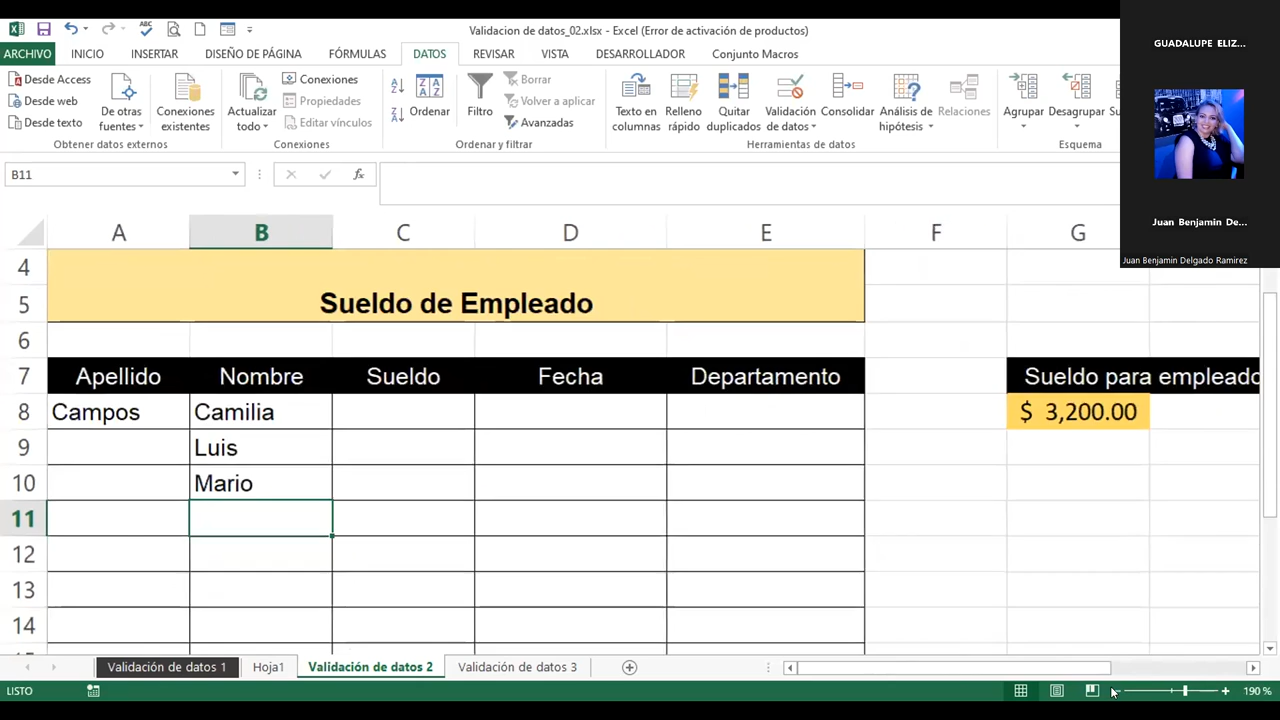 Validacion de datos_02.xlsx - Excel (Error de activación de productos)
GUADALUPE ELIZ...
ARCHIVO INICIO INSERTAR DISEÑO DE PÁGINA FÓRMULAS DATOS REVISAR VISTA DESARROLLADOR Conjunto Macros
Desde Access
Desde web
Desde texto
De otras fuentes
Conexiones existentes
Obtener datos externos
Actualizar todo
Conexiones
Propiedades
Editar vínculos
Conexiones
Ordenar
Filtro
Borrar
Volver a aplicar
Avanzadas
Ordenar y filtrar
Texto en columnas
Relleno rápido
Quitar duplicados
Validación de datos
Consolidar
Análisis de hipótesis
Relaciones
Herramientas de datos
Agrupar
Desagrupar
Esquema
Juan Benjamin De...
Juan Benjamin Delgado Ramirez
B11 fx
A B C D E F G
4
5 Sueldo de Empleado
6
7 Apellido Nombre Sueldo Fecha Departamento Sueldo para empleado
8 Campos Camilia $ 3,200.00
9 Luis
10 Mario
11
12
13
14
Validación de datos 1 Hoja1 Validación de datos 2 Validación de datos 3
LISTO 190 %